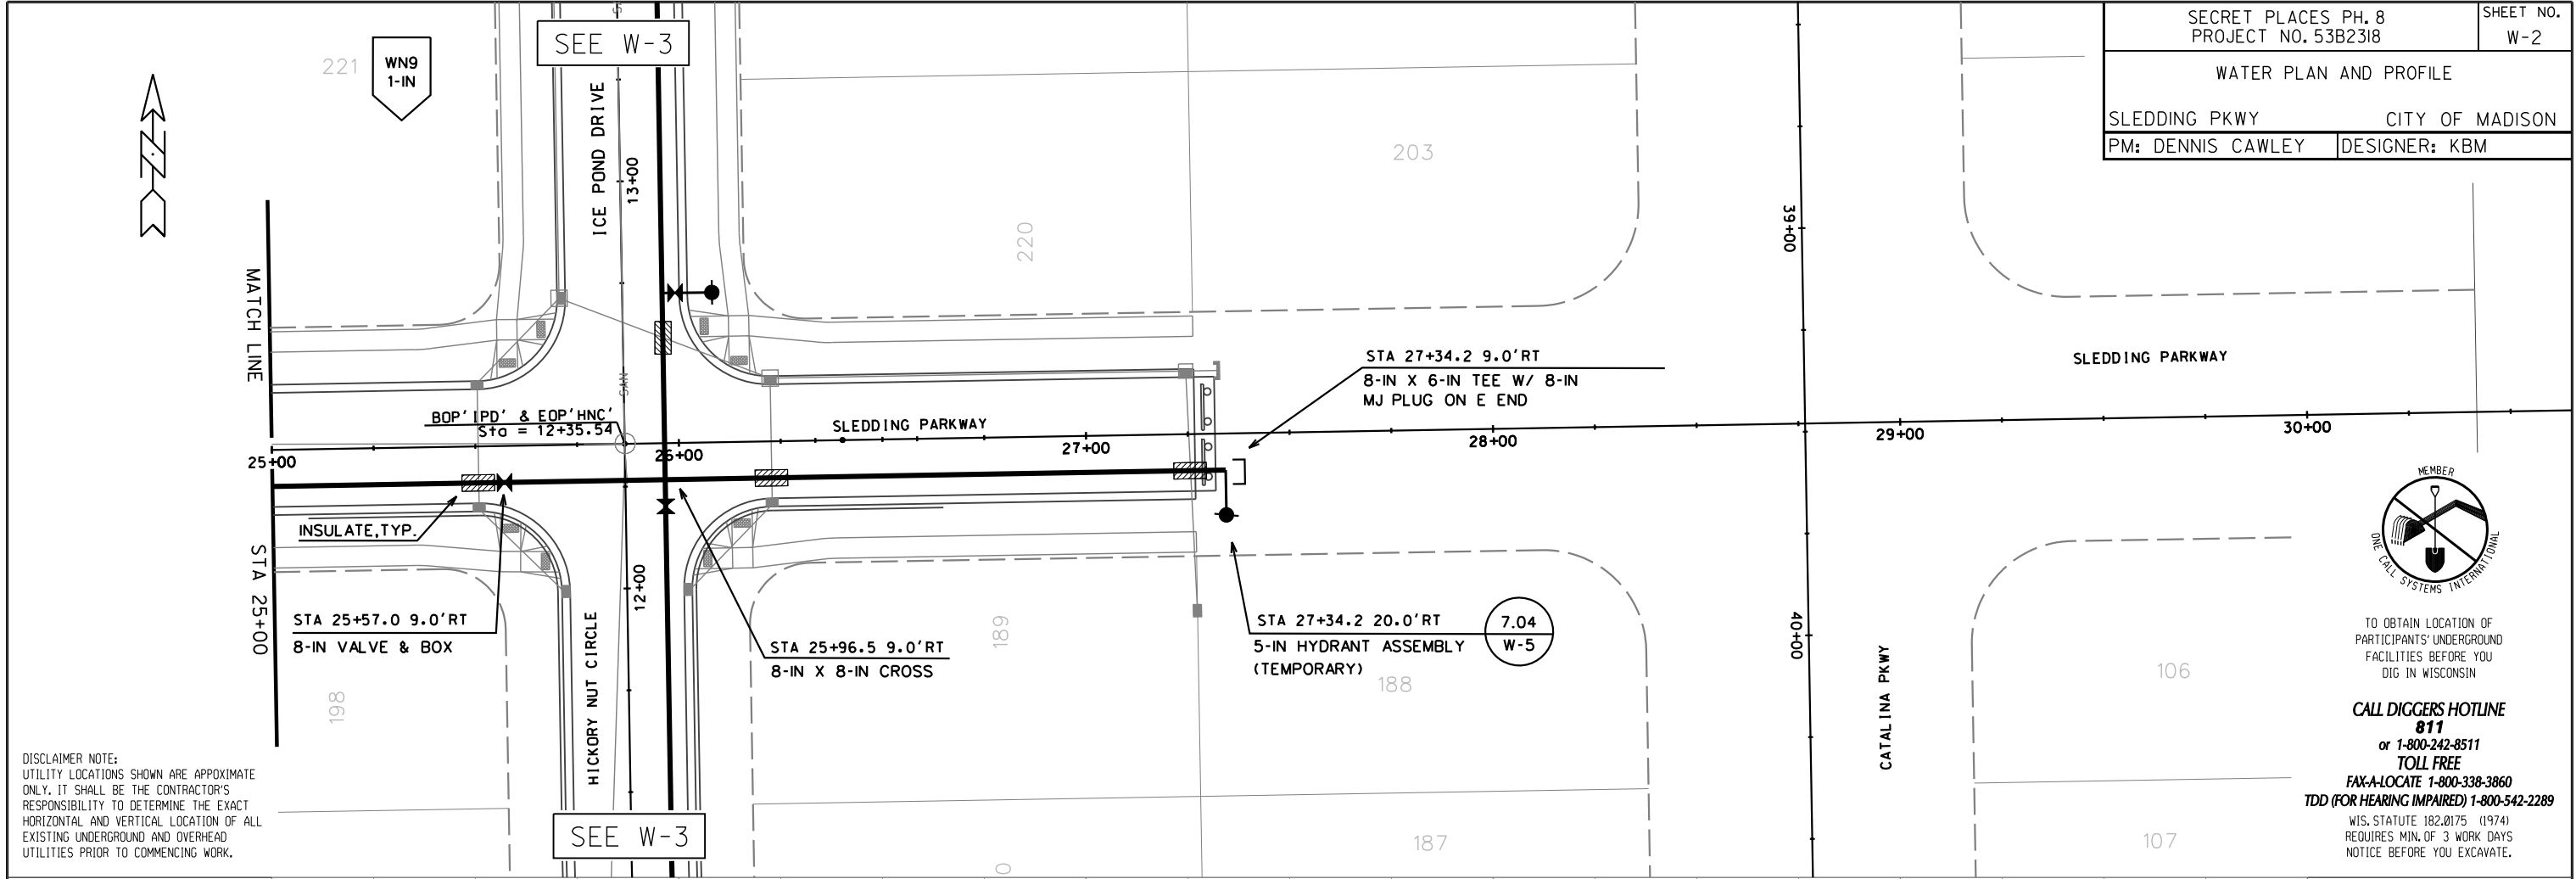 SECRET PLACES PH. 8
PROJECT NO. 53B2318
SHEET NO.
W-2
WATER PLAN AND PROFILE
SLEDDING PKWY
CITY OF MADISON
PM: DENNIS CAWLEY
DESIGNER: KBM
221
WN9
1-IN
SEE W-3
ICE POND DRIVE
13+00
203
220
39+00
MATCH LINE
STA 25+00
SAN
BOP'IPD' & EOP'HNC'
Sta = 12+35.54
25+00
26+00
SLEDDING PARKWAY
27+00
28+00
29+00
30+00
STA 27+34.2 9.0'RT
8-IN X 6-IN TEE W/ 8-IN
MJ PLUG ON E END
SLEDDING PARKWAY
INSULATE,TYP.
STA 25+57.0 9.0'RT
8-IN VALVE & BOX
12+00
HICKORY NUT CIRCLE
STA 25+96.5 9.0'RT
8-IN X 8-IN CROSS
189
STA 27+34.2 20.0'RT
5-IN HYDRANT ASSEMBLY
(TEMPORARY)
7.04
W-5
188
40+00
CATALINA PKWY
106
198
187
107
0
SEE W-3
DISCLAIMER NOTE:
UTILITY LOCATIONS SHOWN ARE APPOXIMATE
ONLY. IT SHALL BE THE CONTRACTOR'S
RESPONSIBILITY TO DETERMINE THE EXACT
HORIZONTAL AND VERTICAL LOCATION OF ALL
EXISTING UNDERGROUND AND OVERHEAD
UTILITIES PRIOR TO COMMENCING WORK.
MEMBER
ONE CALL SYSTEMS INTERNATIONAL
TO OBTAIN LOCATION OF
PARTICIPANTS' UNDERGROUND
FACILITIES BEFORE YOU
DIG IN WISCONSIN
CALL DIGGERS HOTLINE
811
or 1-800-242-8511
TOLL FREE
FAX-A-LOCATE 1-800-338-3860
TDD (FOR HEARING IMPAIRED) 1-800-542-2289
WIS. STATUTE 182.0175 (1974)
REQUIRES MIN. OF 3 WORK DAYS
NOTICE BEFORE YOU EXCAVATE.